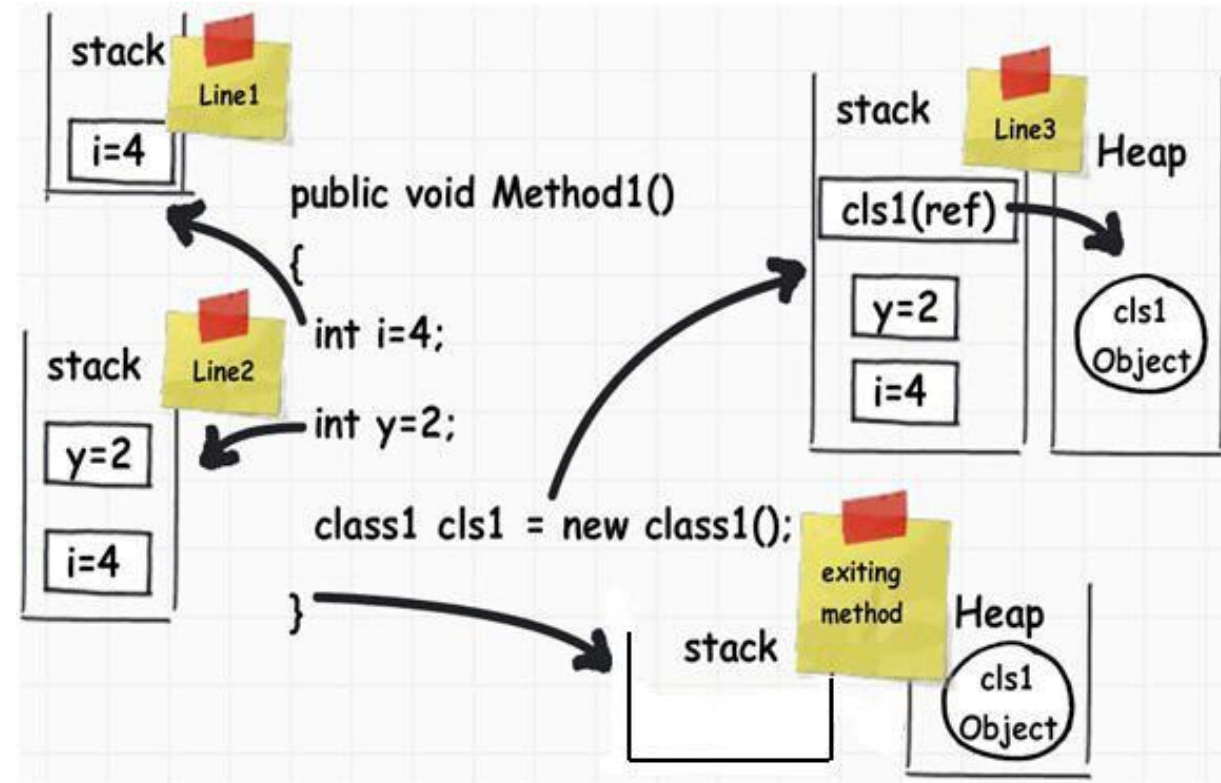 stack
Line1
i=4
public void Method1()
{
int i=4;
int y=2;
class1 cls1 = new class1();
}
stack
Line2
y=2
i=4
stack
Line3
Heap
cls1(ref)
y=2
i=4
cls1
Object
exiting
method
stack
Heap
cls1
Object